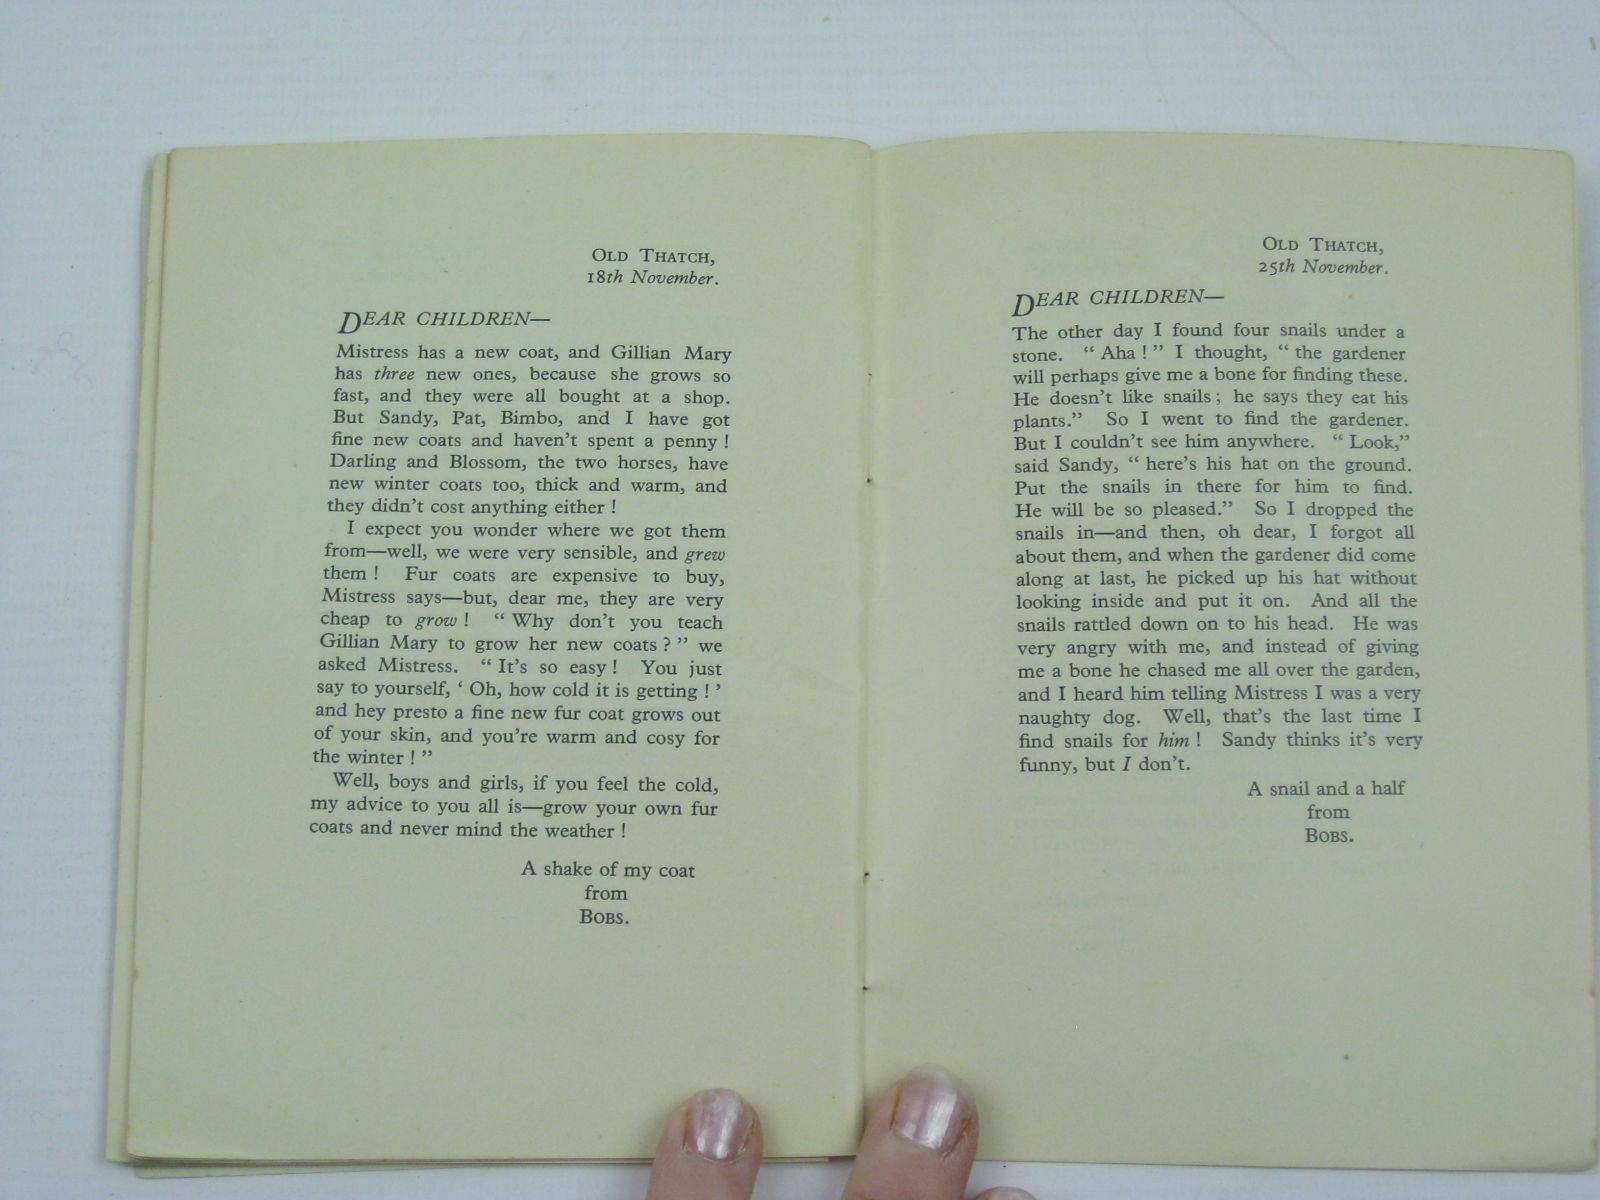 OLD THATCH,
18th November.
DEAR CHILDREN—
Mistress has a new coat, and Gillian Mary
has three new ones, because she grows so
fast, and they were all bought at a shop.
But Sandy, Pat, Bimbo, and I have got
fine new coats and haven't spent a penny !
Darling and Blossom, the two horses, have
new winter coats too, thick and warm, and
they didn't cost anything either !
I expect you wonder where we got them
from—well, we were very sensible, and grew
them ! Fur coats are expensive to buy,
Mistress says—but, dear me, they are very
cheap to grow ! " Why don't you teach
Gillian Mary to grow her new coats ? " we
asked Mistress. " It's so easy ! You just
say to yourself, ' Oh, how cold it is getting ! '
and hey presto a fine new fur coat grows out
of your skin, and you're warm and cosy for
the winter ! "
Well, boys and girls, if you feel the cold,
my advice to you all is—grow your own fur
coats and never mind the weather !
A shake of my coat
from
BOBS.
OLD THATCH,
25th November.
DEAR CHILDREN—
The other day I found four snails under a
stone. " Aha ! " I thought, " the gardener
will perhaps give me a bone for finding these.
He doesn't like snails ; he says they eat his
plants." So I went to find the gardener.
But I couldn't see him anywhere. " Look,"
said Sandy, " here's his hat on the ground.
Put the snails in there for him to find.
He will be so pleased." So I dropped the
snails in—and then, oh dear, I forgot all
about them, and when the gardener did come
along at last, he picked up his hat without
looking inside and put it on. And all the
snails rattled down on to his head. He was
very angry with me, and instead of giving
me a bone he chased me all over the garden,
and I heard him telling Mistress I was a very
naughty dog. Well, that's the last time I
find snails for him ! Sandy thinks it's very
funny, but I don't.
A snail and a half
from
BOBS.